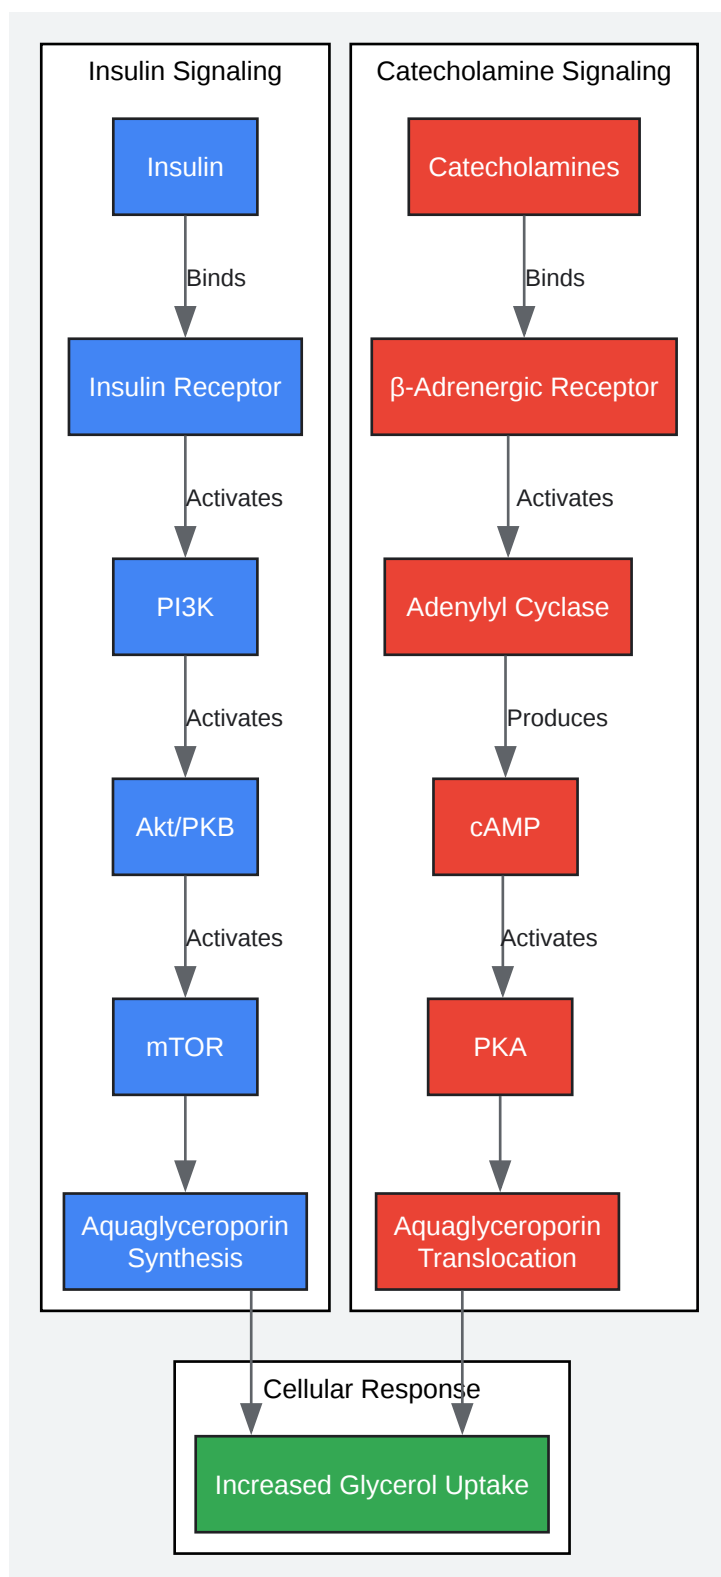 Insulin Signaling
Insulin
Binds
Insulin Receptor
Activates
PI3K
Activates
Akt/PKB
Activates
mTOR
Aquaglyceroporin
Synthesis
Catecholamine Signaling
Catecholamines
Binds
β-Adrenergic Receptor
Activates
Adenylyl Cyclase
Produces
cAMP
Activates
PKA
Aquaglyceroporin
Translocation
Cellular Response
Increased Glycerol Uptake